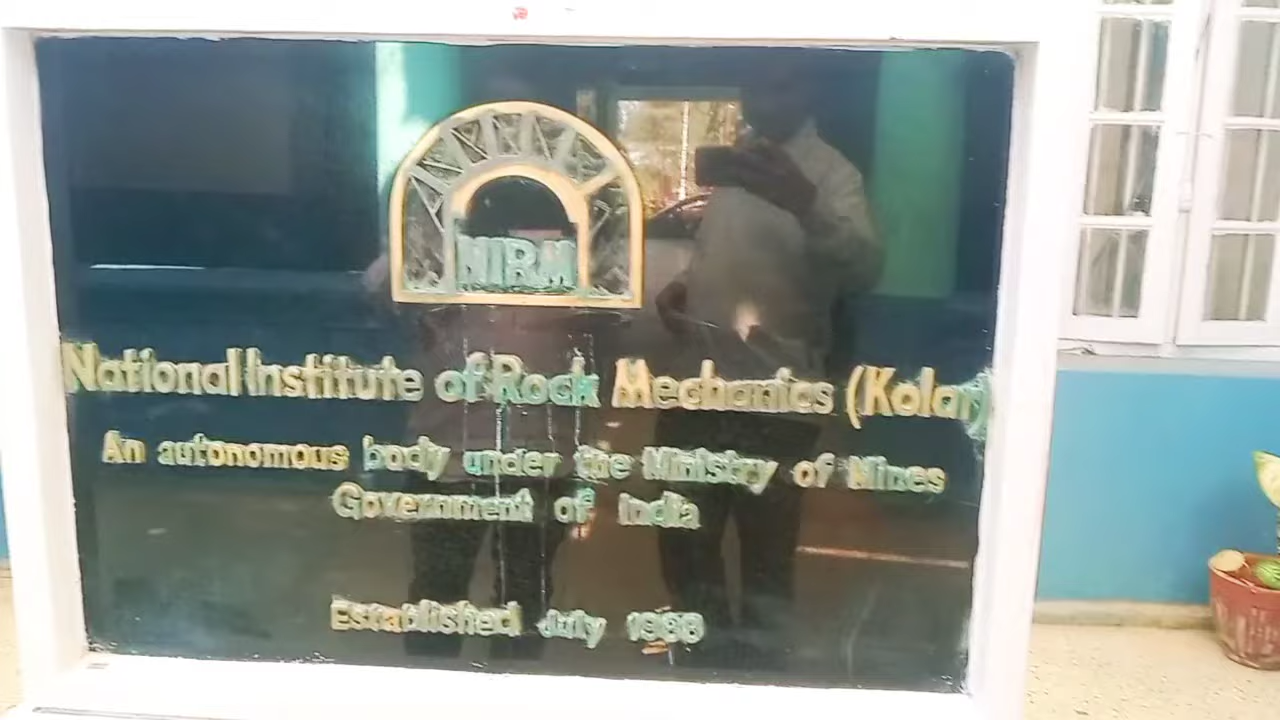 NIRM
National Institute of Rock Mechanics (Kolar)
An autonomous body under the Ministry of Mines
Government of India
Established July 1988